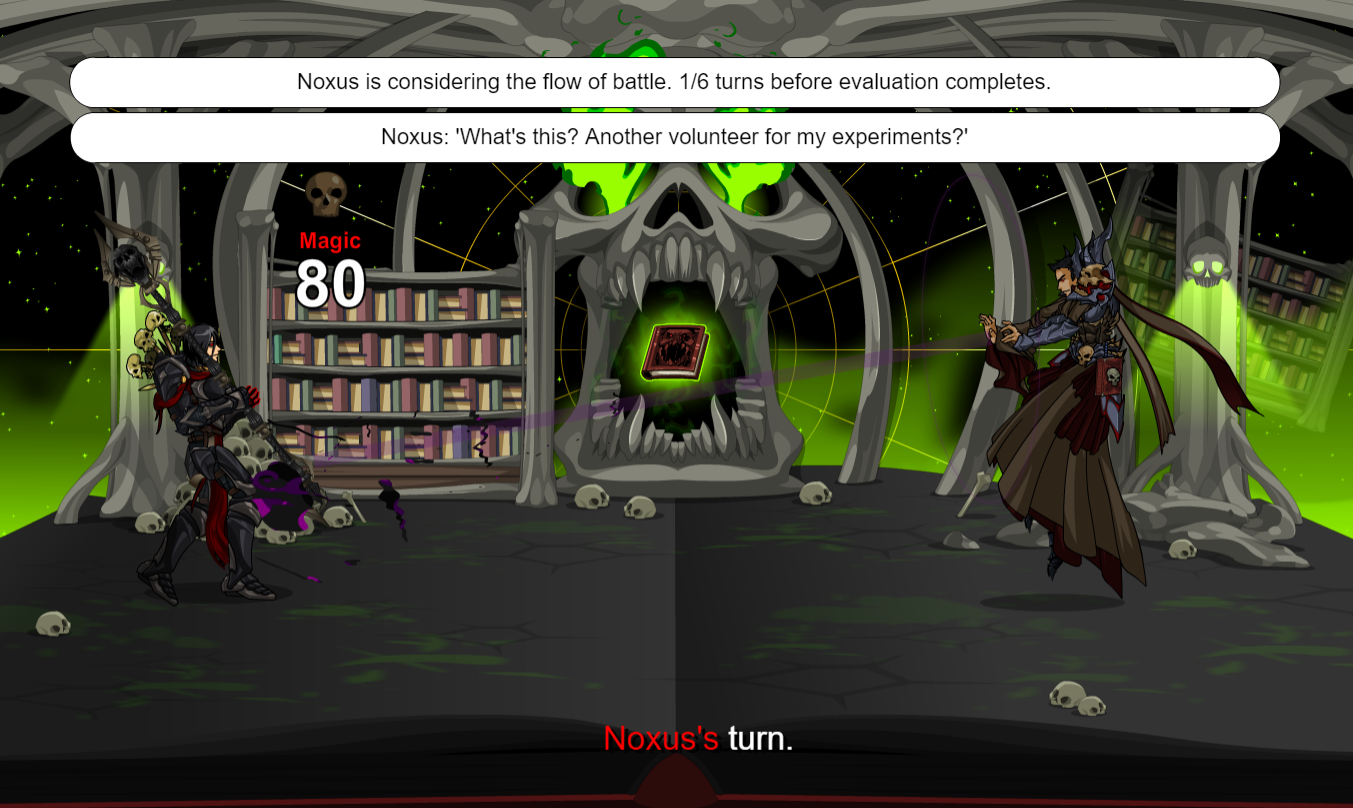 Noxus is considering the flow of battle. 1/6 turns before evaluation completes.
Noxus: 'What's this? Another volunteer for my experiments?'
Magic
80
Noxus's turn.